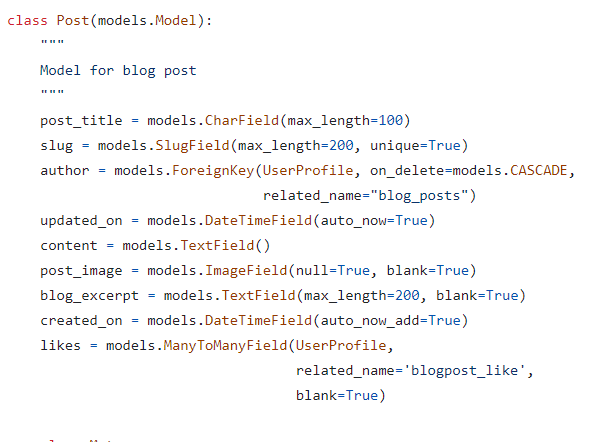 class Post(models.Model):
    """
    Model for blog post
    """
    post_title = models.CharField(max_length=100)
    slug = models.SlugField(max_length=200, unique=True)
    author = models.ForeignKey(UserProfile, on_delete=models.CASCADE,
                               related_name="blog_posts")
    updated_on = models.DateTimeField(auto_now=True)
    content = models.TextField()
    post_image = models.ImageField(null=True, blank=True)
    blog_excerpt = models.TextField(max_length=200, blank=True)
    created_on = models.DateTimeField(auto_now_add=True)
    likes = models.ManyToManyField(UserProfile,
                                   related_name='blogpost_like',
                                   blank=True)